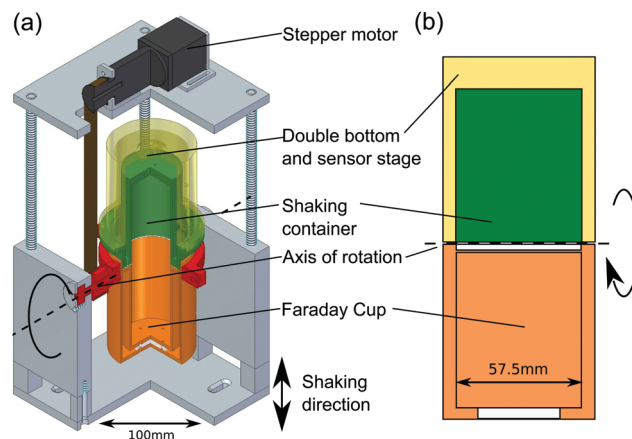 (a)
Stepper motor
Double bottom
and sensor stage
Shaking
container
Axis of rotation
Faraday Cup
Shaking
direction
100mm
(b)
57.5mm